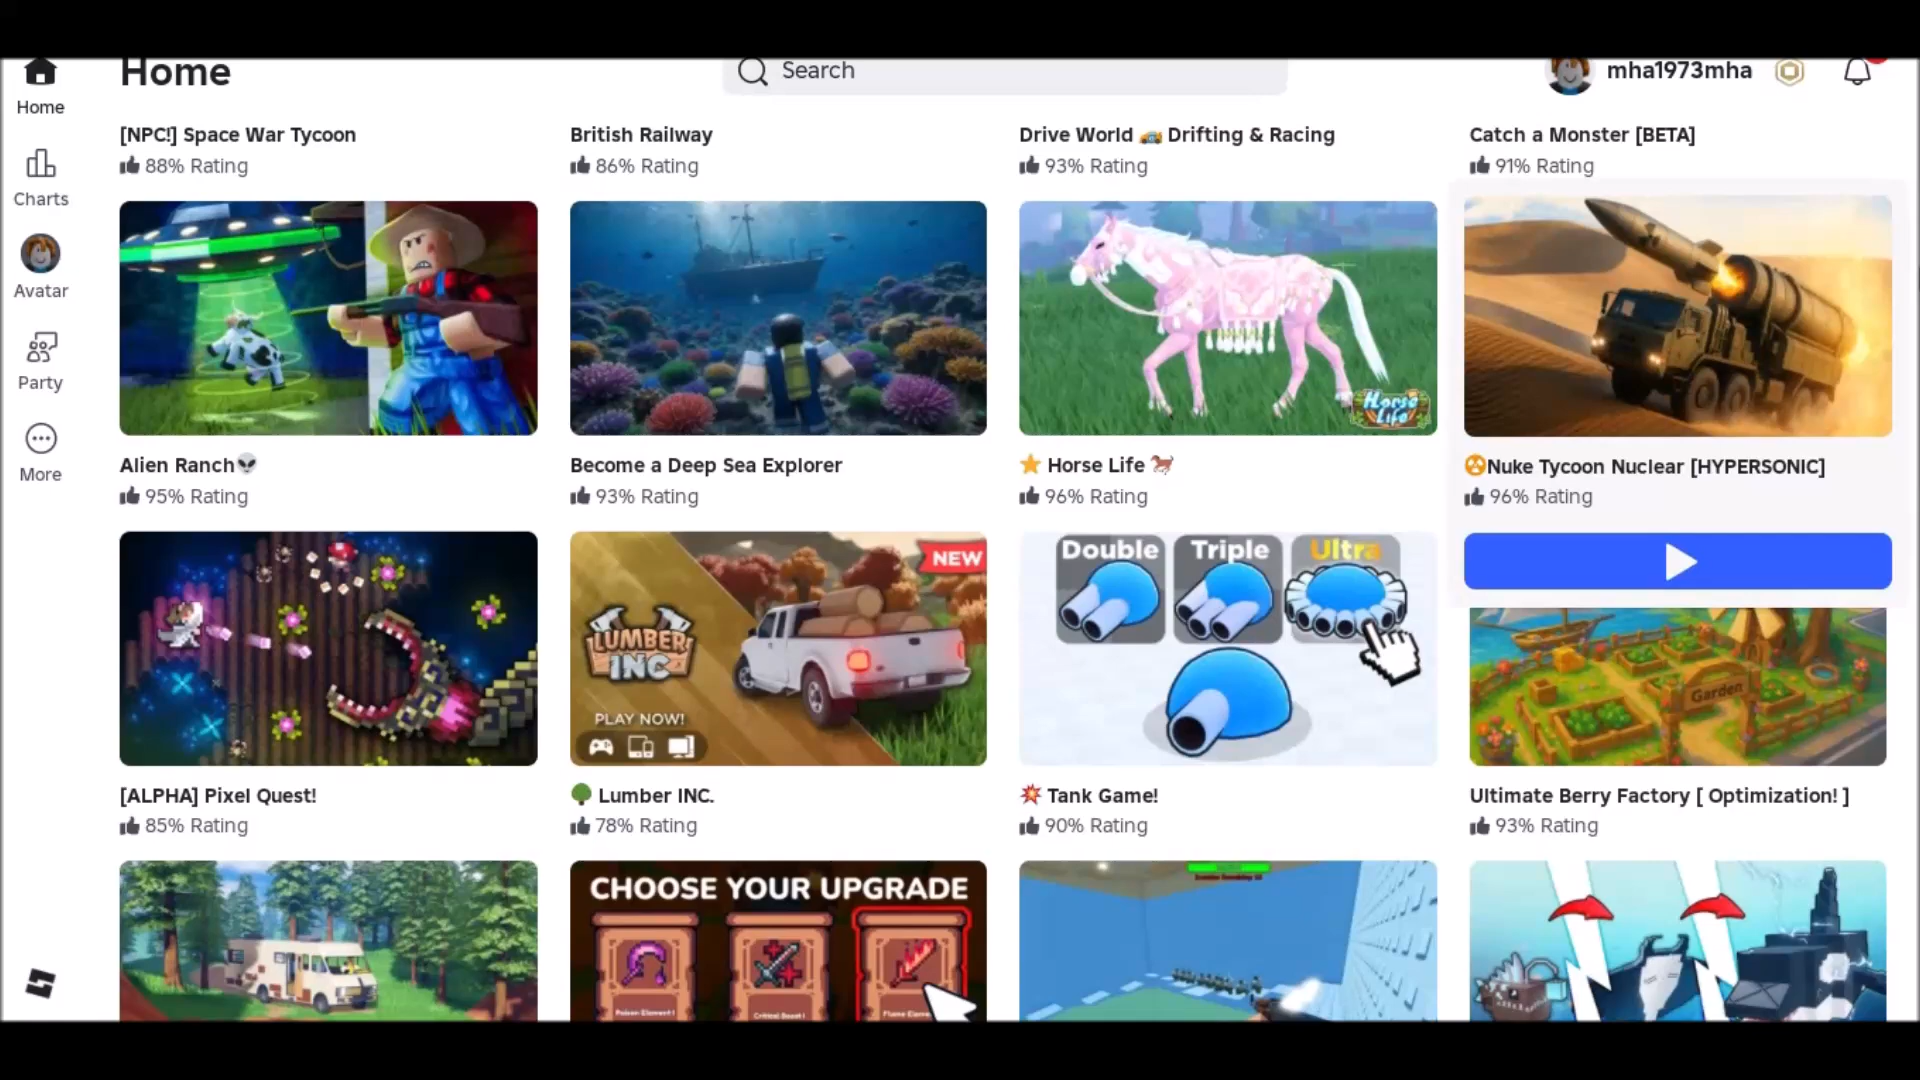 Home
Search
mha1973mha
Home
Charts
Avatar
Party
More
[NPC!] Space War Tycoon
88% Rating
British Railway
86% Rating
Drive World 🚙 Drifting & Racing
93% Rating
Catch a Monster [BETA]
91% Rating
Horse
Life
Alien Ranch👽
95% Rating
Become a Deep Sea Explorer
93% Rating
⭐ Horse Life 🐎
96% Rating
☢Nuke Tycoon Nuclear [HYPERSONIC]
96% Rating
NEW
LUMBER
INC
PLAY NOW!
Double
Triple
Ultra
Garden
[ALPHA] Pixel Quest!
85% Rating
🌳 Lumber INC.
78% Rating
💥 Tank Game!
90% Rating
Ultimate Berry Factory [ Optimization! ]
93% Rating
CHOOSE YOUR UPGRADE
Poison Element I